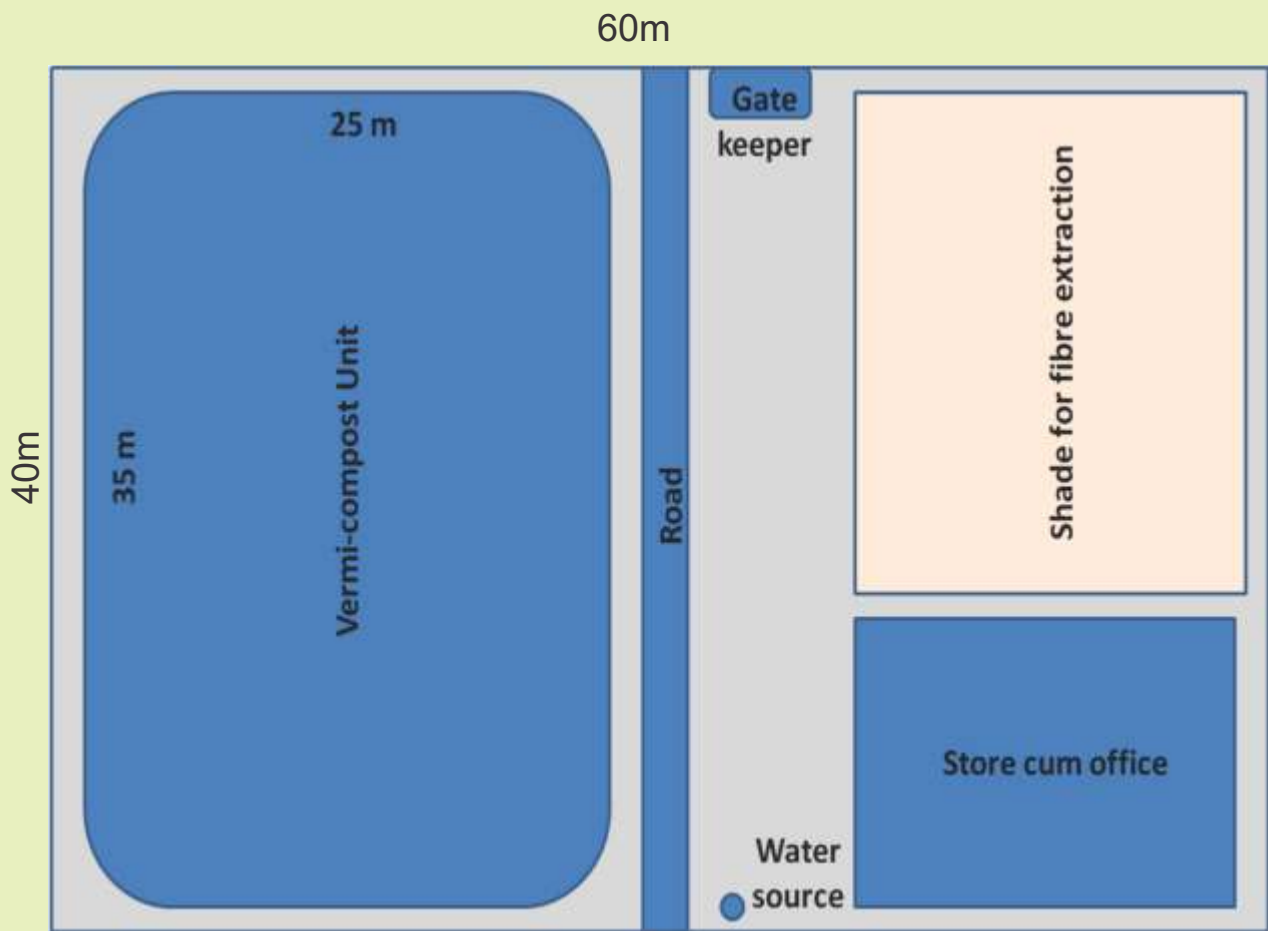 60m
25 m
Gate
keeper
40m
35 m
Vermi-compost Unit
Road
Shade for fibre extraction
Store cum office
Water
source